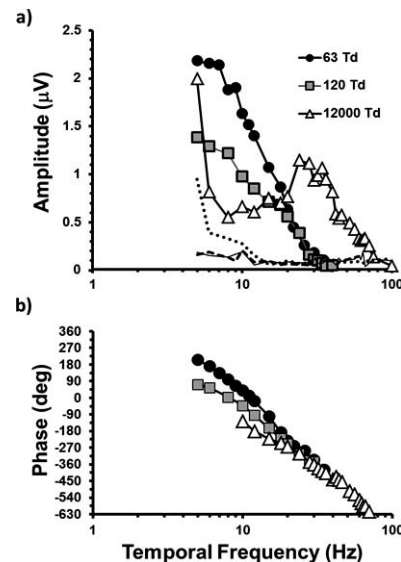 a)
2.5
2
1.5
1
0.5
0
Amplitude (µV)
63 Td
120 Td
12000 Td
1 10 100
b)
360
270
180
90
0
-90
-180
-270
-360
-450
-540
-630
Phase (deg)
1 10 100
Temporal Frequency (Hz)